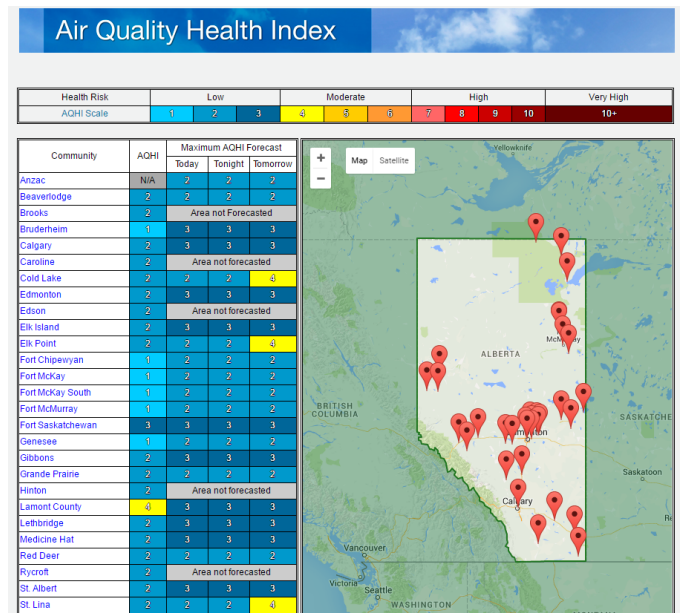 Air Quality Health Index
Health Risk Low Moderate High Very High
AQHI Scale 1 2 3 4 5 6 7 8 9 10 10+
Community AQHI Maximum AQHI Forecast
Today Tonight Tomorrow
Anzac N/A 2 2 2
Beaverlodge 2 2 2 2
Brooks 2 Area not Forecasted
Bruderheim 1 3 3 3
Calgary 2 3 3 3
Caroline 2 Area not forecasted
Cold Lake 2 2 2 4
Edmonton 2 3 3 3
Edson 2 Area not forecasted
Elk Island 2 3 3 3
Elk Point 2 2 2 4
Fort Chipewyan 1 2 2 2
Fort McKay 1 2 2 2
Fort McKay South 1 2 2 2
Fort McMurray 1 2 2 2
Fort Saskatchewan 3 3 3 3
Genesee 1 2 2 2
Gibbons 2 3 3 3
Grande Prairie 2 2 2 2
Hinton 2 Area not forecasted
Lamont County 4 3 3 3
Lethbridge 2 3 3 3
Medicine Hat 2 3 3 3
Red Deer 2 2 2 2
Rycroft 2 Area not forecasted
St. Albert 2 3 3 3
St. Lina 2 2 2 4
+
−
Map Satellite
Yellowknife
ALBERTA
BRITISH
COLUMBIA
SASKATCHE
Saskatoon
Calgary
Vancouver
Victoria
Seattle
WASHINGTON